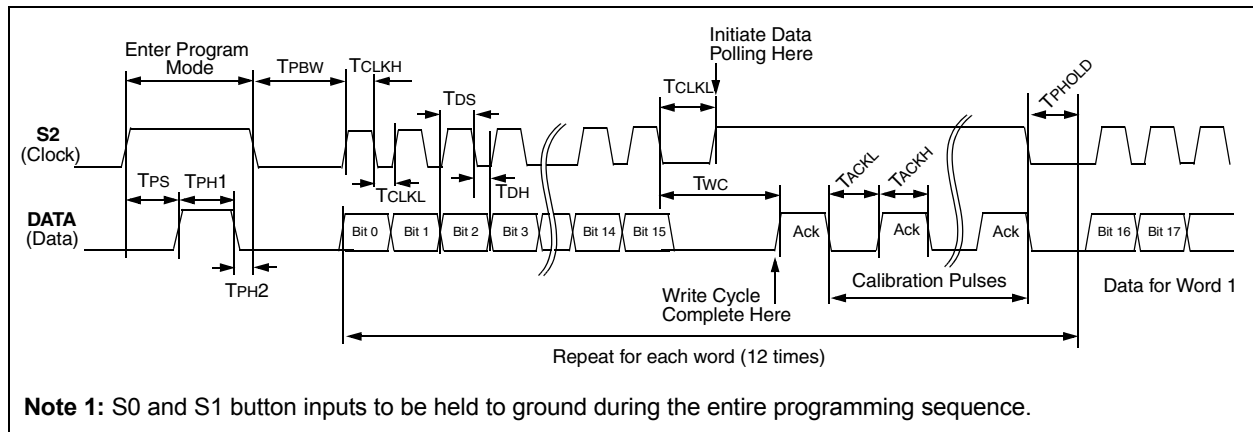 Enter Program
Mode
TPBW
TCLKH
TDS
TCLKL
Initiate Data
Polling Here
TPHOLD
S2
(Clock)
TPS
TPH1
TCLKL
TDH
TWC
TACKL
TACKH
DATA
(Data)
Bit 0
Bit 1
Bit 2
Bit 3
Bit 14
Bit 15
Ack
Ack
Ack
Bit 16
Bit 17
TPH2
Write Cycle
Complete Here
Calibration Pulses
Data for Word 1
Repeat for each word (12 times)
Note 1: S0 and S1 button inputs to be held to ground during the entire programming sequence.